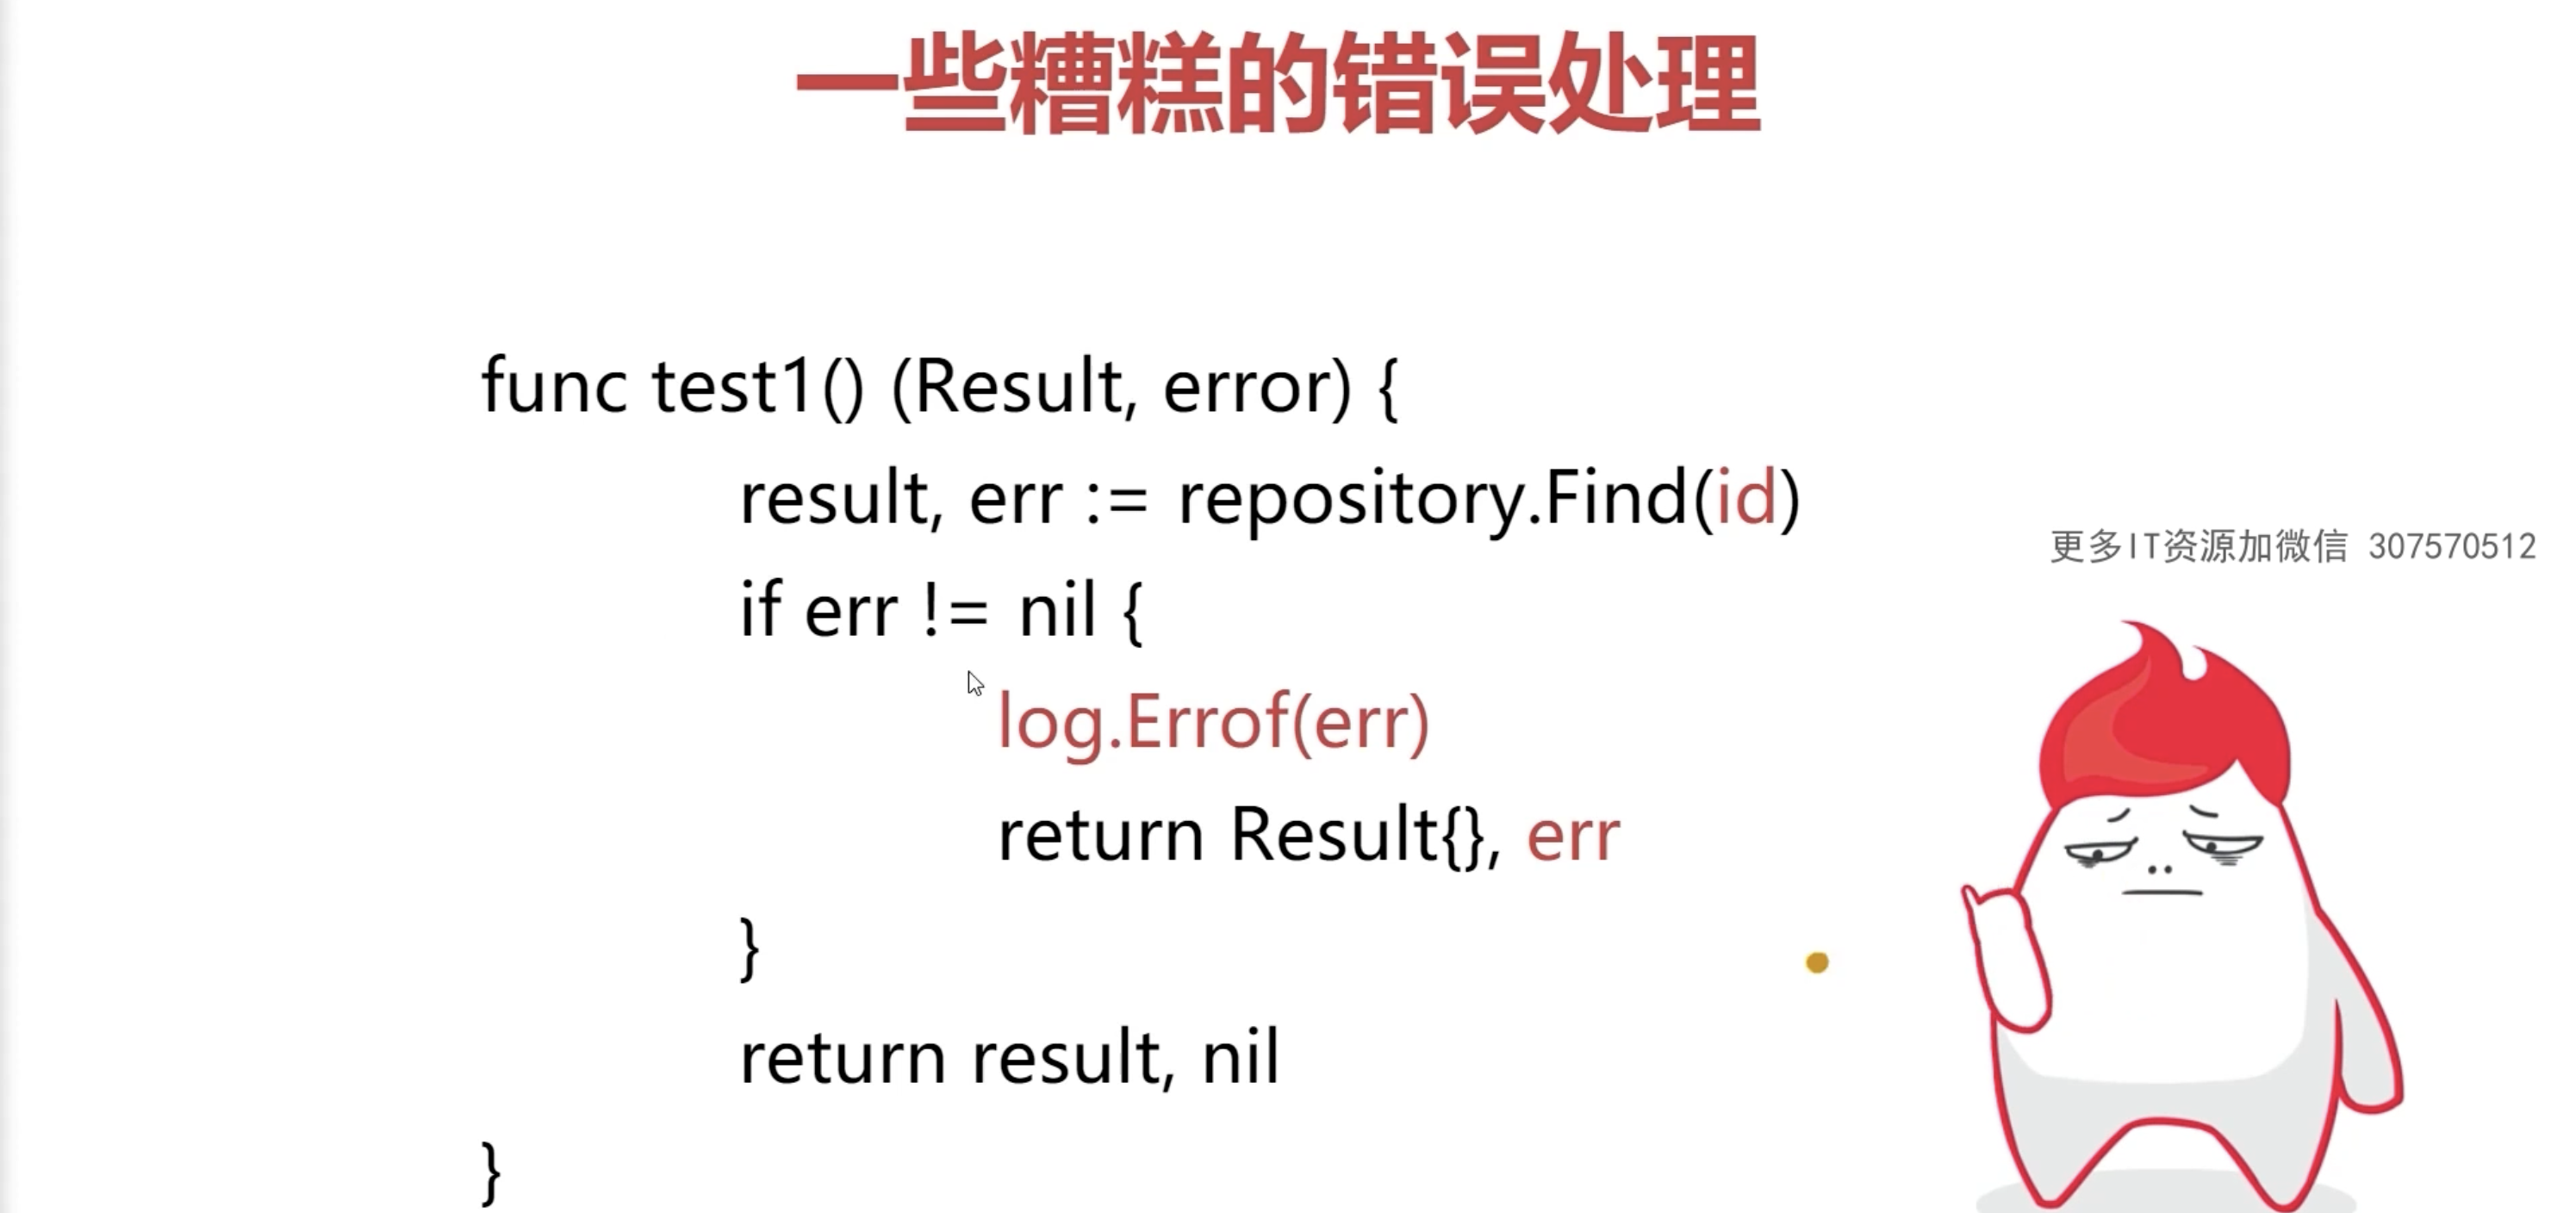 一些糟糕的错误处理
func test1() (Result, error) {
result, err := repository.Find(id)
更多IT资源加微信 307570512
if err != nil {
log.Errof(err)
return Result{}, err
}
return result, nil
}